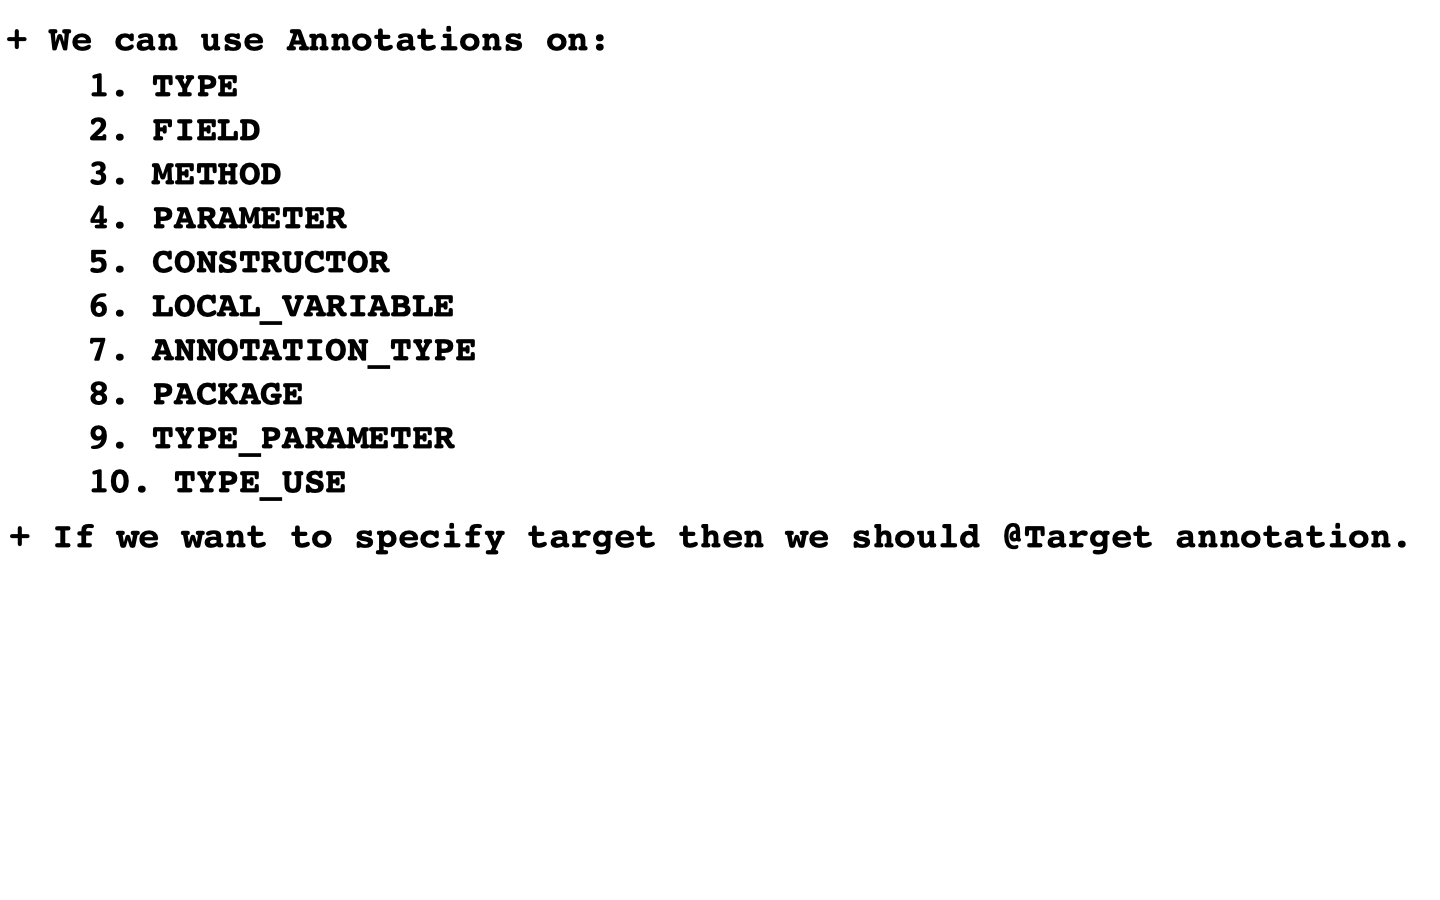 + We can use Annotations on:
1. TYPE
2. FIELD
3. METHOD
4. PARAMETER
5. CONSTRUCTOR
6. LOCAL_VARIABLE
7. ANNOTATION_TYPE
8. PACKAGE
9. TYPE_PARAMETER
10. TYPE_USE
+ If we want to specify target then we should @Target annotation.